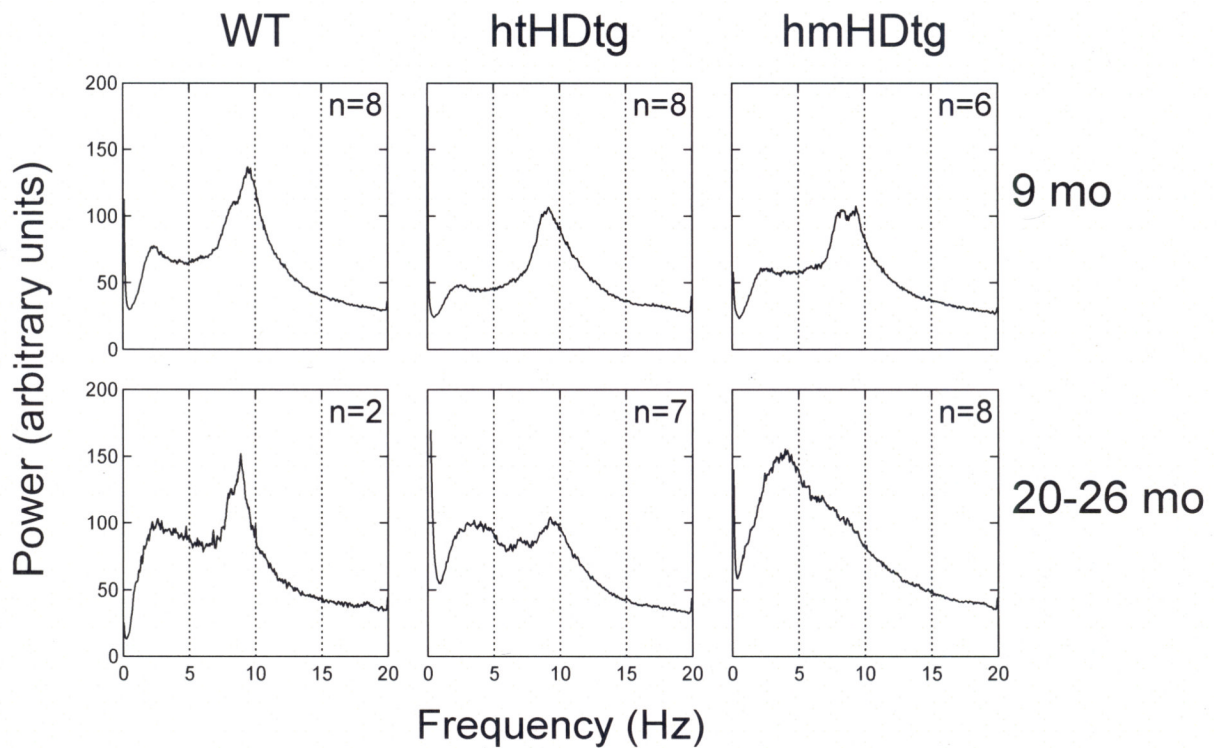 WT htHDtg hmHDtg
200 n=8 n=8 n=6
150
100
50
0
9 mo
200 n=2 n=7 n=8
150
100
50
0
20-26 mo
0 5 10 15 20 0 5 10 15 20 0 5 10 15 20
Power (arbitrary units)
Frequency (Hz)